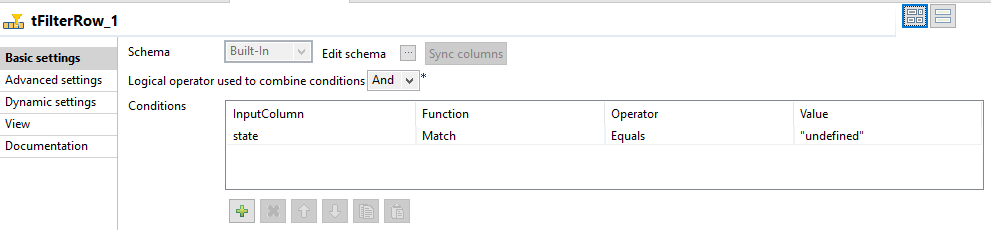 tFilterRow_1
Basic settings
Advanced settings
Dynamic settings
View
Documentation
Schema Built-In Edit schema ... Sync columns
Logical operator used to combine conditions And *
Conditions
InputColumn Function Operator Value
state Match Equals "undefined"